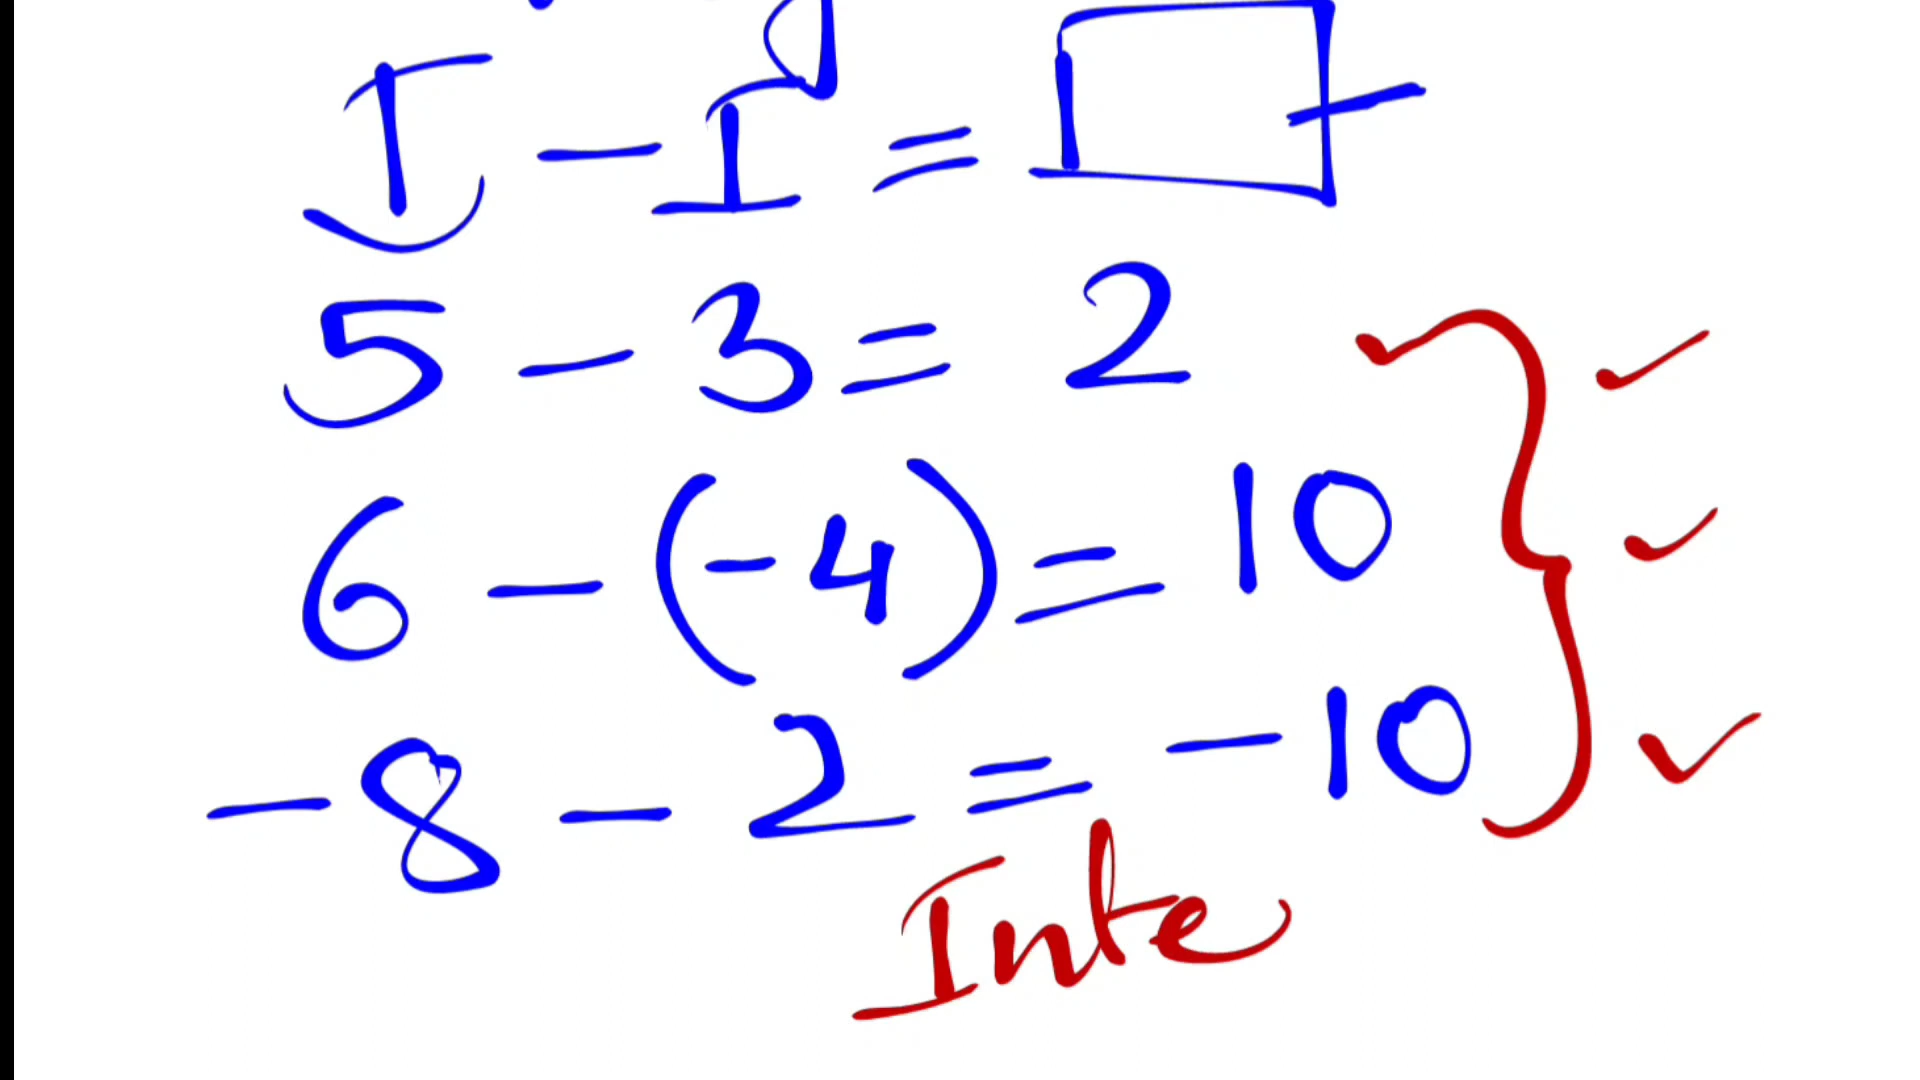 I - I =
5 - 3 = 2
6 - (-4) = 10
-8 - 2 = -10
Inte